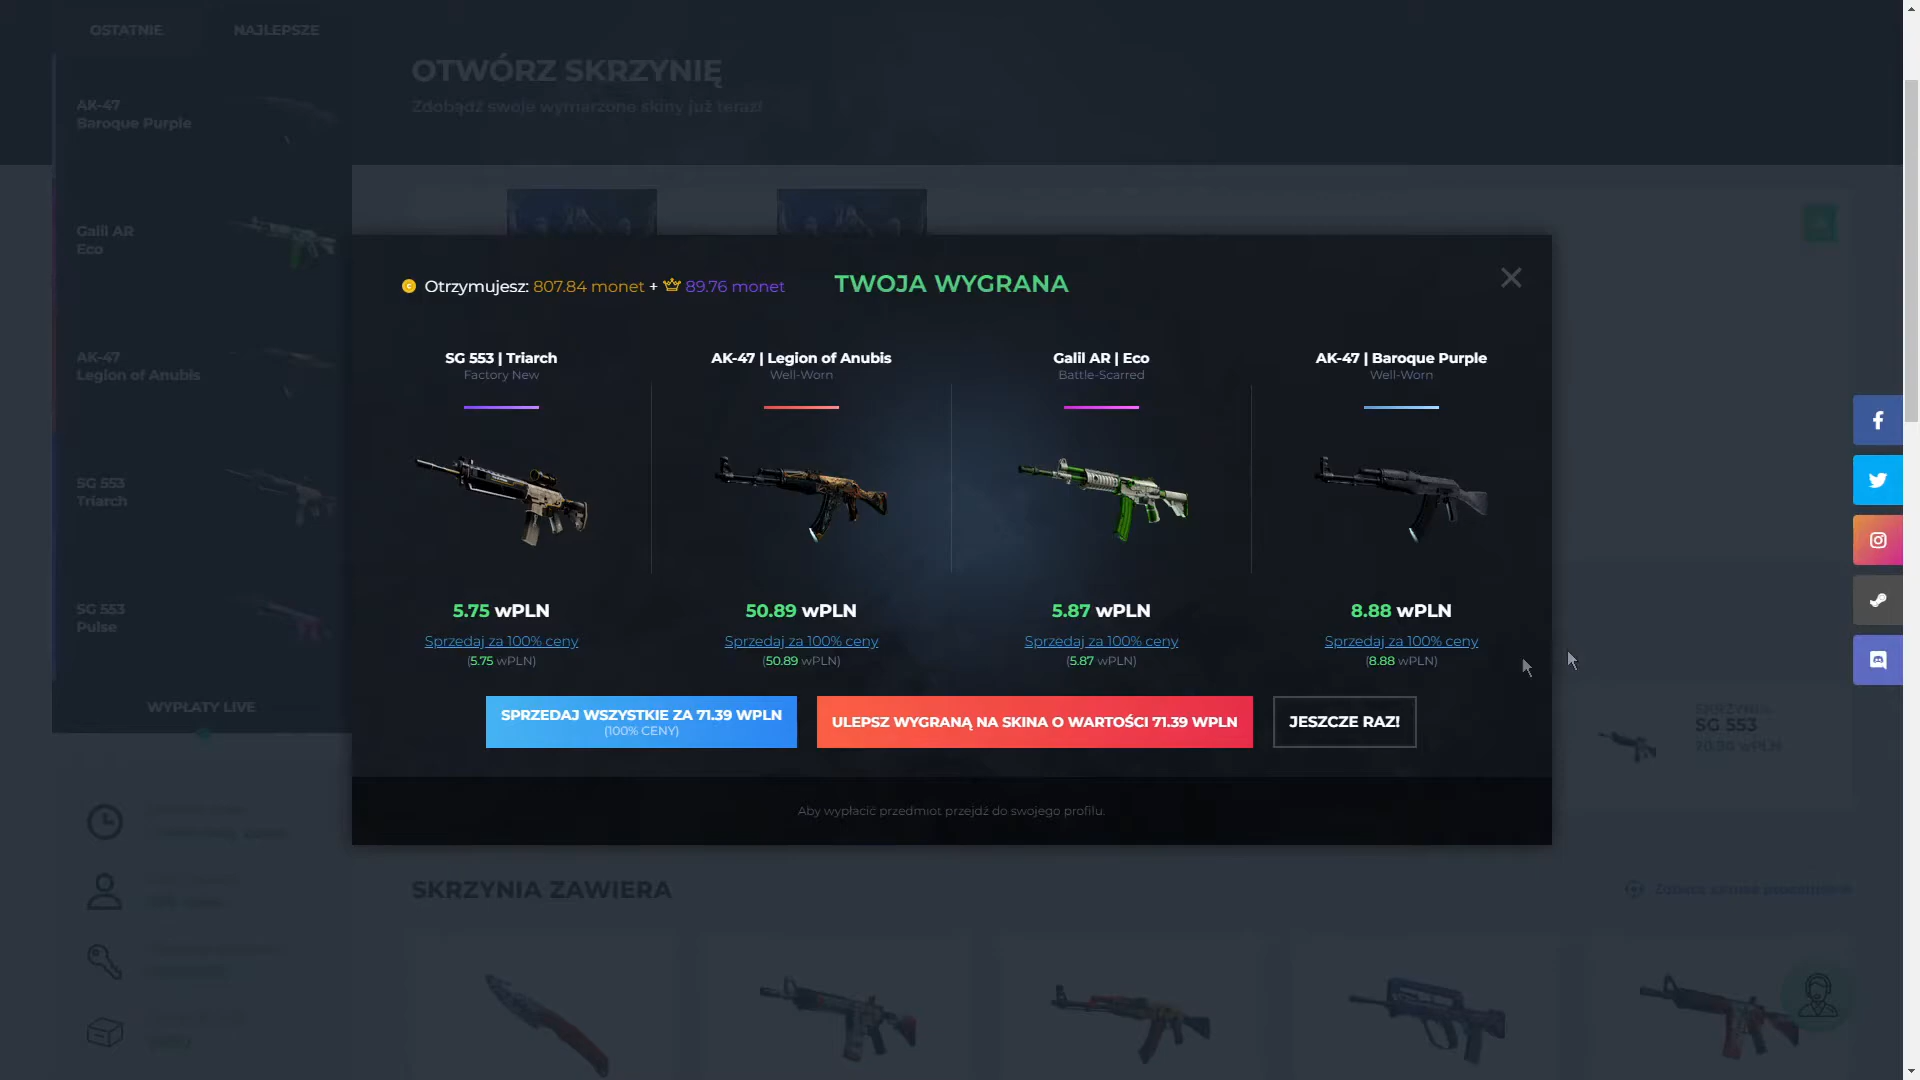 OSTATNIE
NAJLEPSZE
AK-47
Baroque Purple
Galil AR
Eco
AK-47
Legion of Anubis
SG 553
Triarch
SG 553
Pulse
WYPŁATY LIVE
OTWÓRZ SKRZYNIĘ
Zdobądź swoje wymarzone skiny już teraz!
Otrzymujesz: 807.84 monet + 89.76 monet
TWOJA WYGRANA
SG 553 | Triarch
Factory New
5.75 wPLN
Sprzedaj za 100% ceny
(5.75 wPLN)
AK-47 | Legion of Anubis
Well-Worn
50.89 wPLN
Sprzedaj za 100% ceny
(50.89 wPLN)
Galil AR | Eco
Battle-Scarred
5.87 wPLN
Sprzedaj za 100% ceny
(5.87 wPLN)
AK-47 | Baroque Purple
Well-Worn
8.88 wPLN
Sprzedaj za 100% ceny
(8.88 wPLN)
SPRZEDAJ WSZYSTKIE ZA 71.39 WPLN
(100% CENY)
ULEPSZ WYGRANĄ NA SKINA O WARTOŚCI 71.39 WPLN
JESZCZE RAZ!
Aby wypłacić przedmiot przejdź do swojego profilu.
SKRZYNIA
SG 553
SKRZYNIA ZAWIERA